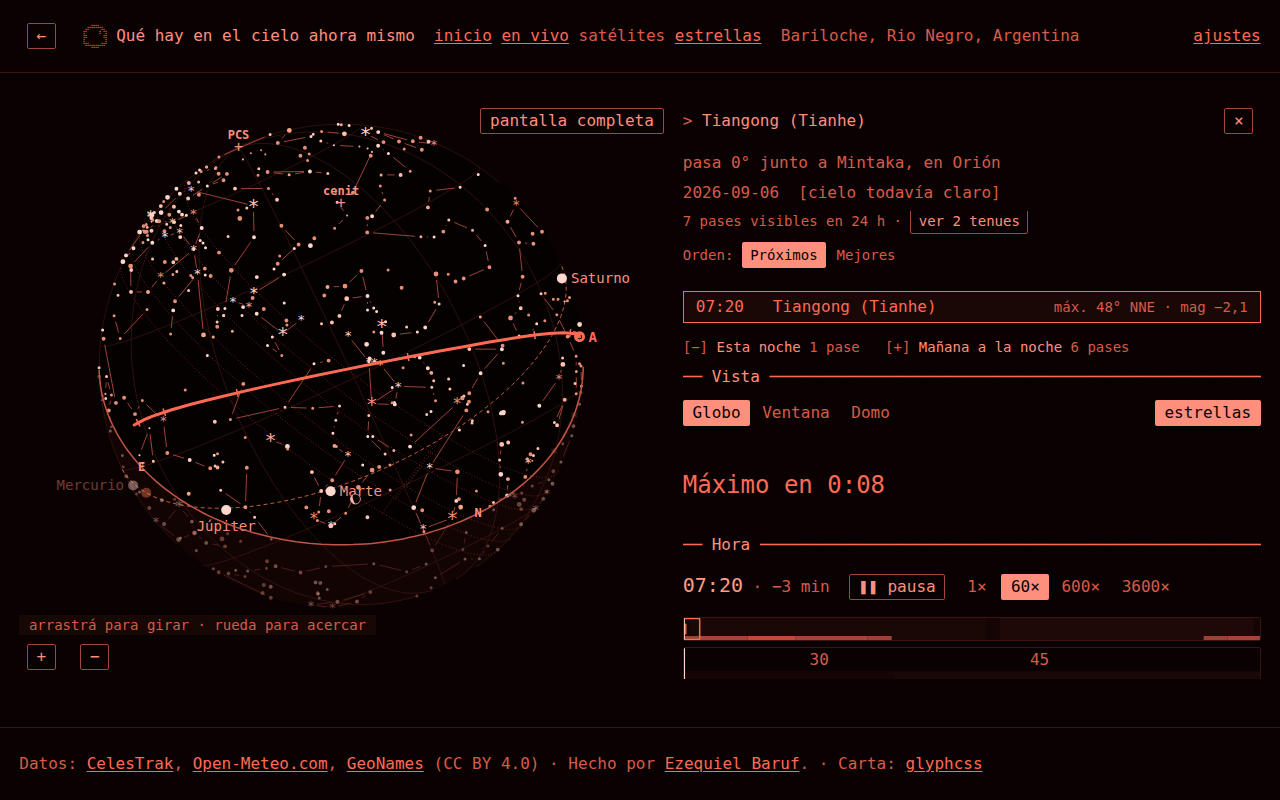 ← Qué hay en el cielo ahora mismo inicio en vivo satélites estrellas Bariloche, Rio Negro, Argentina ajustes
pantalla completa
PCS
cenit
Saturno
A
E
Mercurio
Marte
Júpiter
N
arrastrá para girar · rueda para acercar
+ −
> Tiangong (Tianhe) ×
pasa 0° junto a Mintaka, en Orión
2026-09-06 [cielo todavía claro]
7 pases visibles en 24 h · ver 2 tenues
Orden: Próximos Mejores
07:20 Tiangong (Tianhe) máx. 48° NNE · mag −2,1
[−] Esta noche 1 pase [+] Mañana a la noche 6 pases
Vista
Globo Ventana Domo estrellas
Máximo en 0:08
Hora
07:20 · −3 min ❚❚ pausa 1× 60× 600× 3600×
30 45
Datos: CelesTrak, Open-Meteo.com, GeoNames (CC BY 4.0) · Hecho por Ezequiel Baruf. · Carta: glyphcss